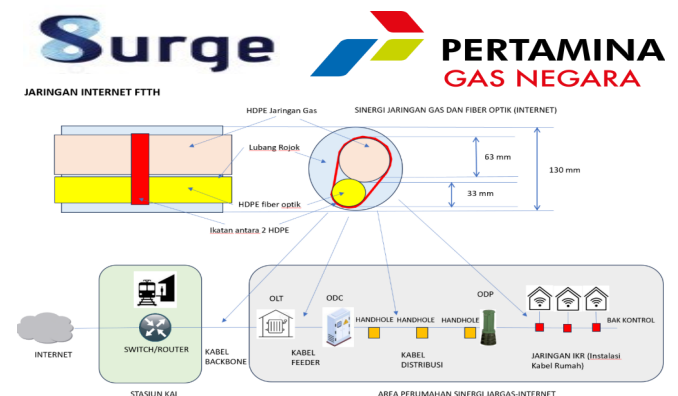 Surge
PERTAMINA
GAS NEGARA
JARINGAN INTERNET FTTH
HDPE Jaringan Gas
SINERGI JARINGAN GAS DAN FIBER OPTIK (INTERNET)
Lubang Rojok
63 mm
130 mm
33 mm
HDPE fiber optik
Ikatan antara 2 HDPE
OLT
ODC
ODP
HANDHOLE
HANDHOLE
HANDHOLE
BAK KONTROL
INTERNET
SWITCH/ROUTER
KABEL
BACKBONE
KABEL
FEEDER
KABEL
DISTRIBUSI
JARINGAN IKR (Instalasi
Kabel Rumah)
STASIUN KAI
AREA PERUMAHAN SINERGI JARGAS-INTERNET